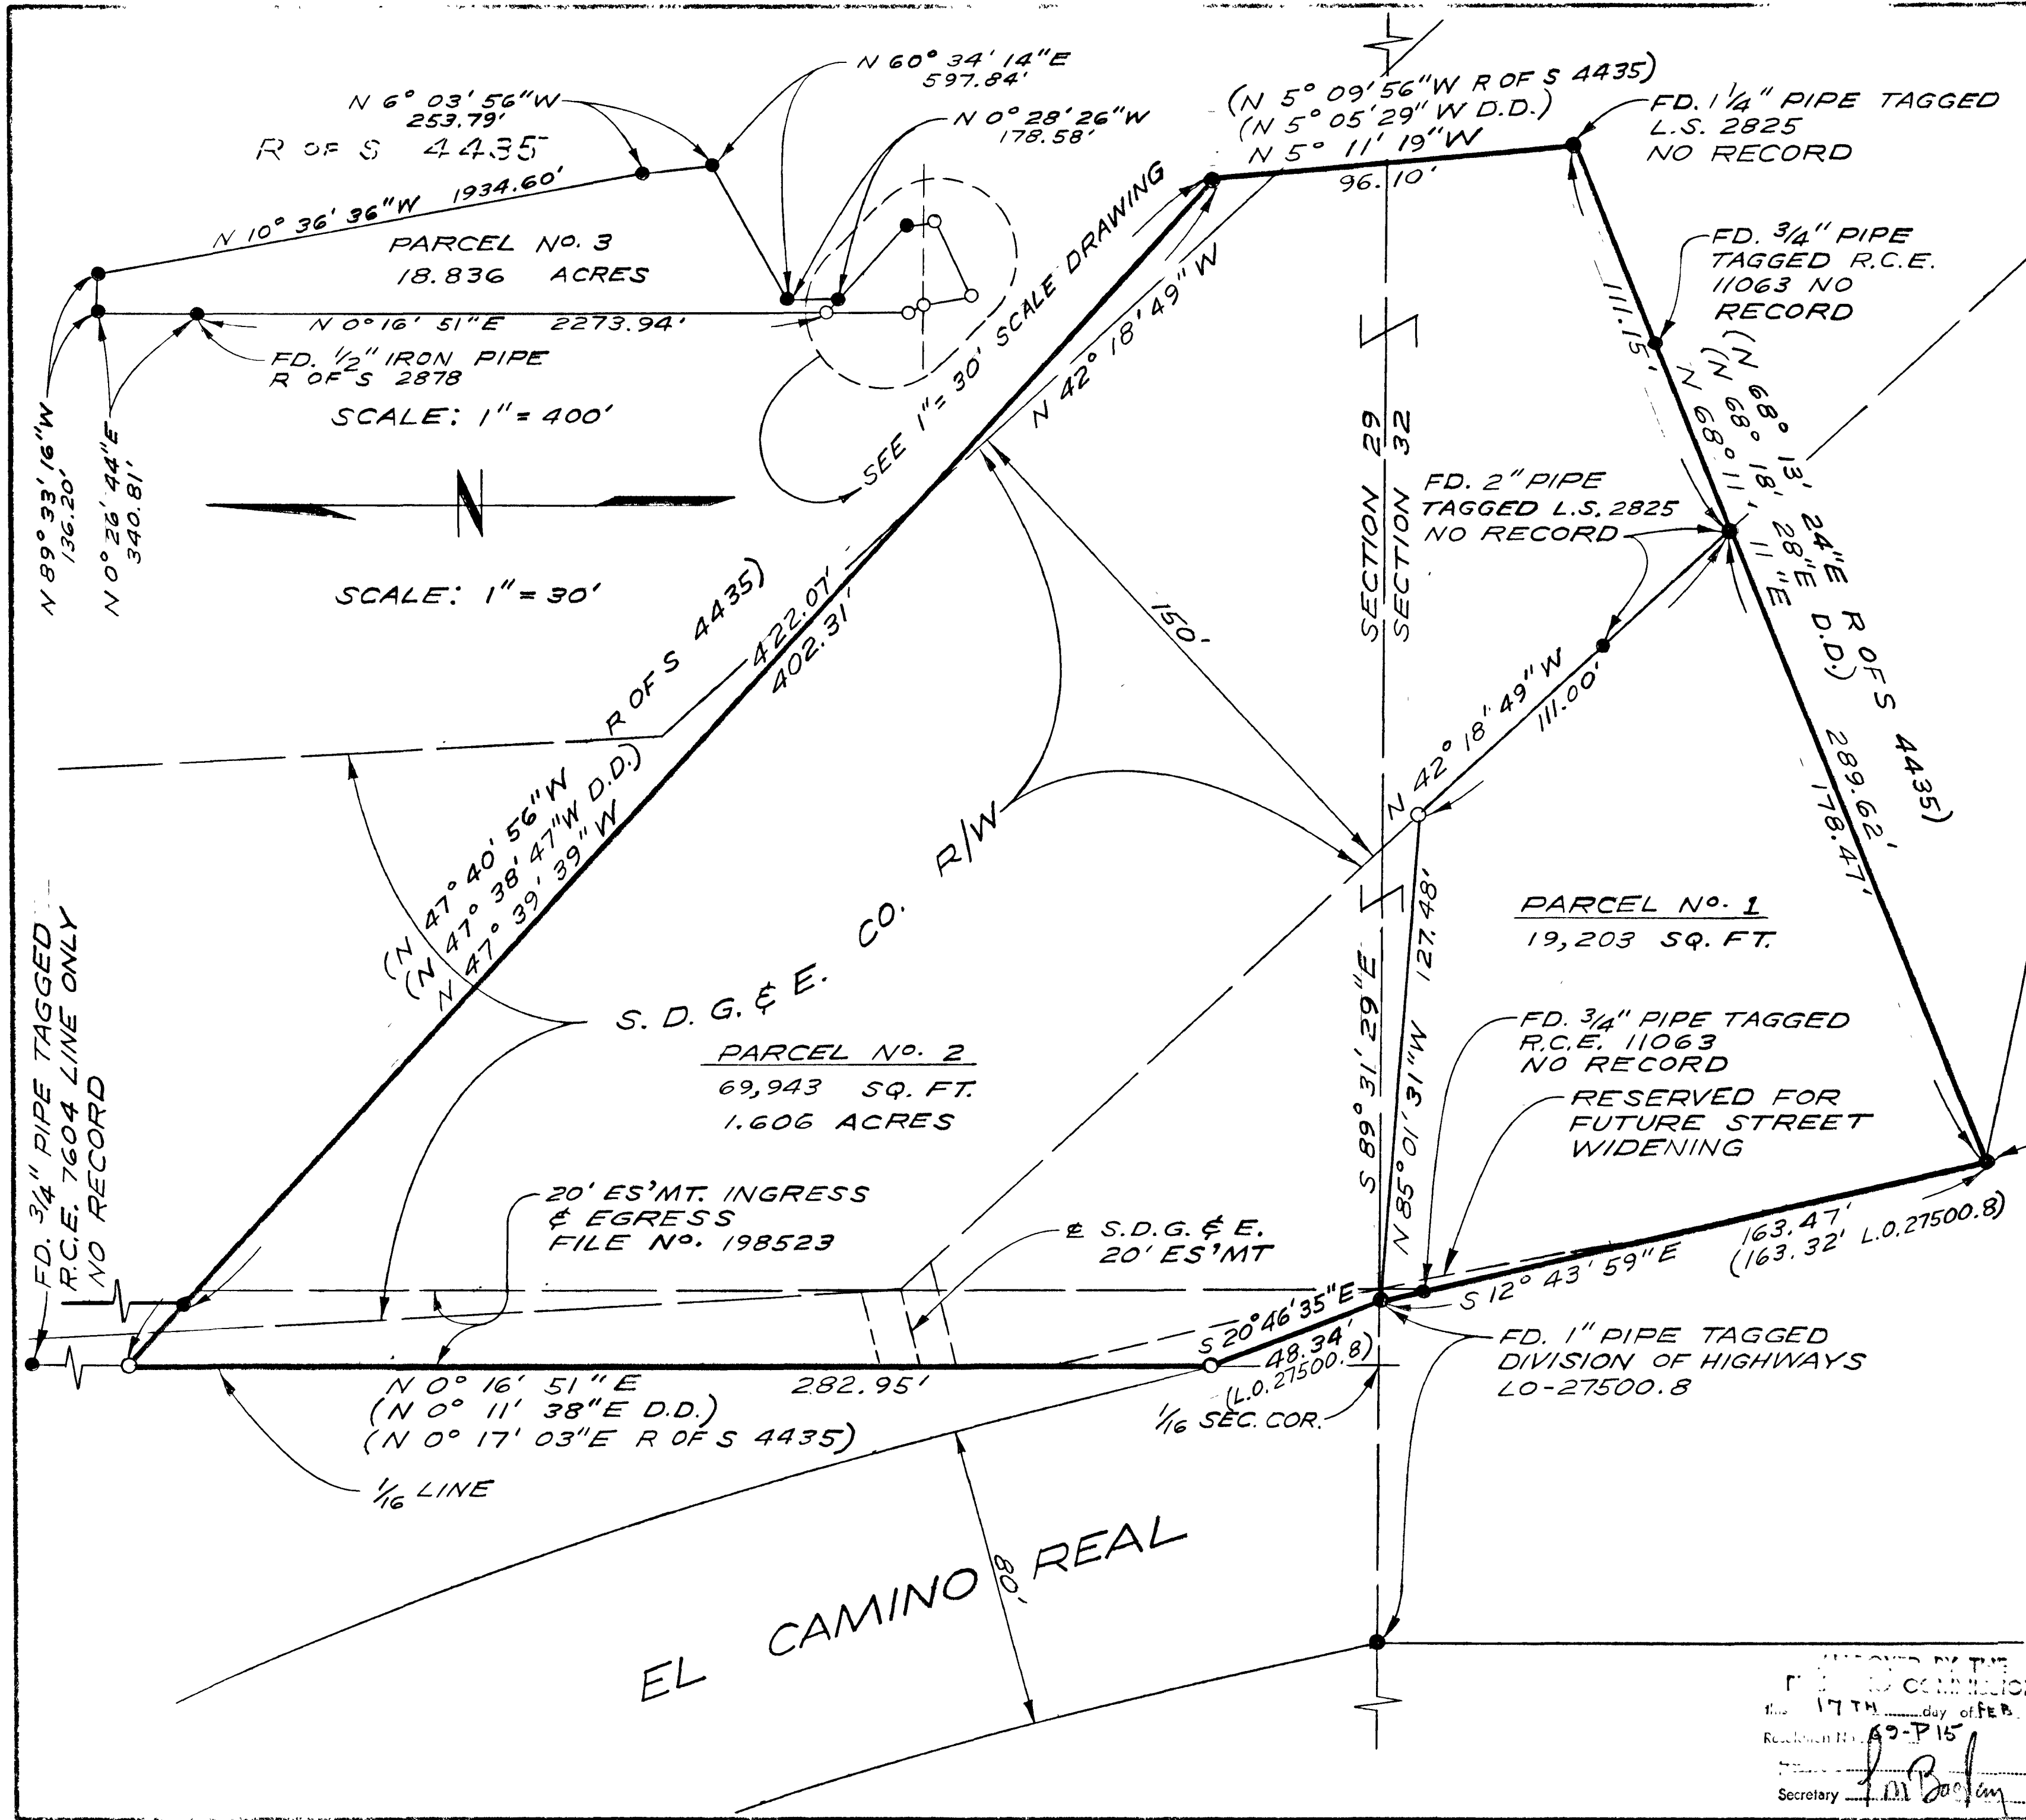 N 60° 34' 14"E
597.84'
N 6° 03' 56"W
253.79'
R OF S 4435
N 0° 28' 26"W
178.58'
N 10° 36' 36"W 1934.60'
PARCEL No. 3
18.836 ACRES
N 0° 16' 51"E 2273.94'
FD. 1/2" IRON PIPE
R OF S 2878
SCALE: 1" = 400'
N 89° 33' 16"W
136.20'
N 0° 26' 44"E
340.81'
N
SCALE: 1" = 30'
SEE 1" = 30' SCALE DRAWING
(N 5° 09' 56"W R OF S 4435)
(N 5° 05' 29" W D.D.)
N 5° 11' 19"W
96.10'
FD. 1 1/4" PIPE TAGGED
L.S. 2825
NO RECORD
FD. 3/4" PIPE
TAGGED R.C.E.
11063 NO
RECORD
111.15'
(N 68° 13' 24"E R OF S 4435)
(N 68° 18' 28"E D.D.)
N 68° 11' 11"E
289.62'
178.47'
N 42° 18' 49" W
SECTION 29
SECTION 32
FD. 2" PIPE
TAGGED L.S. 2825
NO RECORD
150'
N 42° 18' 49" W
111.00'
422.07'
402.31'
(N 47° 40' 56"W R OF S 4435)
(N 47° 38' 47"W D.D.)
N 47° 39' 39" W
S. D. G. & E. CO. R/W
PARCEL No. 2
69,943 SQ. FT.
1.606 ACRES
PARCEL No. 1
19,203 SQ. FT.
S 89° 31' 29"E
N 85° 01' 31"W 127.48'
FD. 3/4" PIPE TAGGED
R.C.E. 11063
NO RECORD
RESERVED FOR
FUTURE STREET
WIDENING
FD. 3/4" PIPE TAGGED
R.C.E. 7604 LINE ONLY
NO RECORD
20' ES'MT. INGRESS
& EGRESS
FILE No. 198523
℄ S.D.G. & E.
20' ES'MT
S 20° 46' 35"E
48.34'
(L.O. 27500.8)
S 12° 43' 59"E
163.47'
(163.32' L.O. 27500.8)
FD. 1" PIPE TAGGED
DIVISION OF HIGHWAYS
LO-27500.8
1/16 SEC. COR.
N 0° 16' 51"E 282.95'
(N 0° 11' 38"E D.D.)
(N 0° 17' 03"E R OF S 4435)
1/16 LINE
EL CAMINO REAL
80'
BY THE
COMMISSION
17TH day of FEB.
69-P15
Secretary